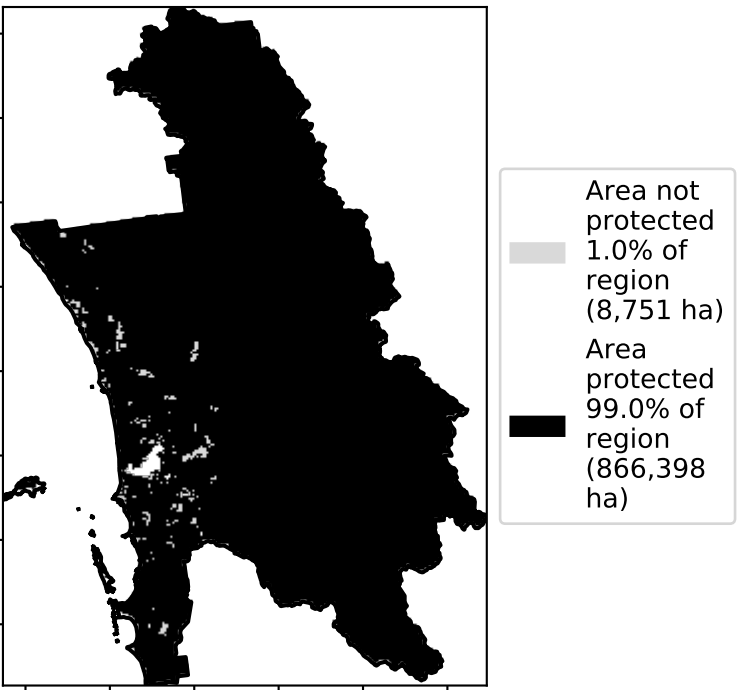 Area not
protected
1.0% of
region
(8,751 ha)
Area
protected
99.0% of
region
(866,398
ha)